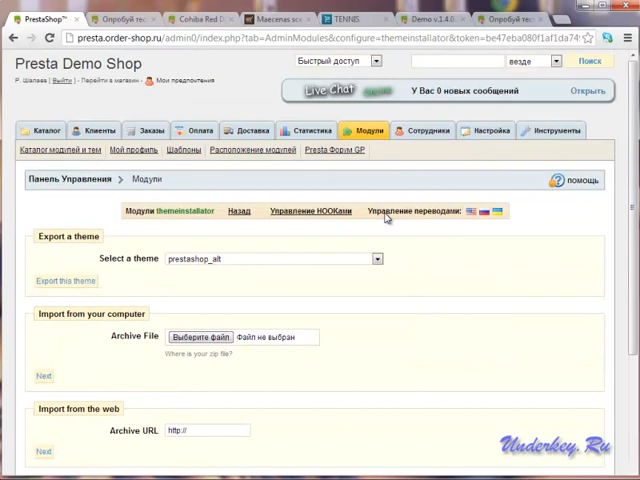 PrestaShop™
Опробуй тес
Cohiba Red D
Maecenas sc
TENNIS
Demo v.1.4.0
Опробуй тес
presta.order-shop.ru/admin0/index.php?tab=AdminModules&configure=themeinstallator&token=be47eba080f1af1da749
Presta Demo Shop
Быстрый доступ
везде
Поиск
Р. Шалаев | Выйти | - Перейти в магазин - Мои предпочтения
Live Chat ONLINE
У Вас 0 новых сообщений
Открыть
Каталог
Клиенты
Заказы
Оплата
Доставка
Статистика
Модули
Сотрудники
Настройка
Инструменты
Каталог модулей и тем
Мой профиль
Шаблоны
Расположение модулей
Presta Форум GP
Панель Управления
Модули
помощь
Модули themeinstallator
Назад
Управление HOOKами
Управление переводами:
Export a theme
Select a theme
prestashop_alt
Export this theme
Import from your computer
Archive File
Выберите файл
Файл не выбран
Where is your zip file?
Next
Import from the web
Archive URL
http://
Next
Underkey.Ru